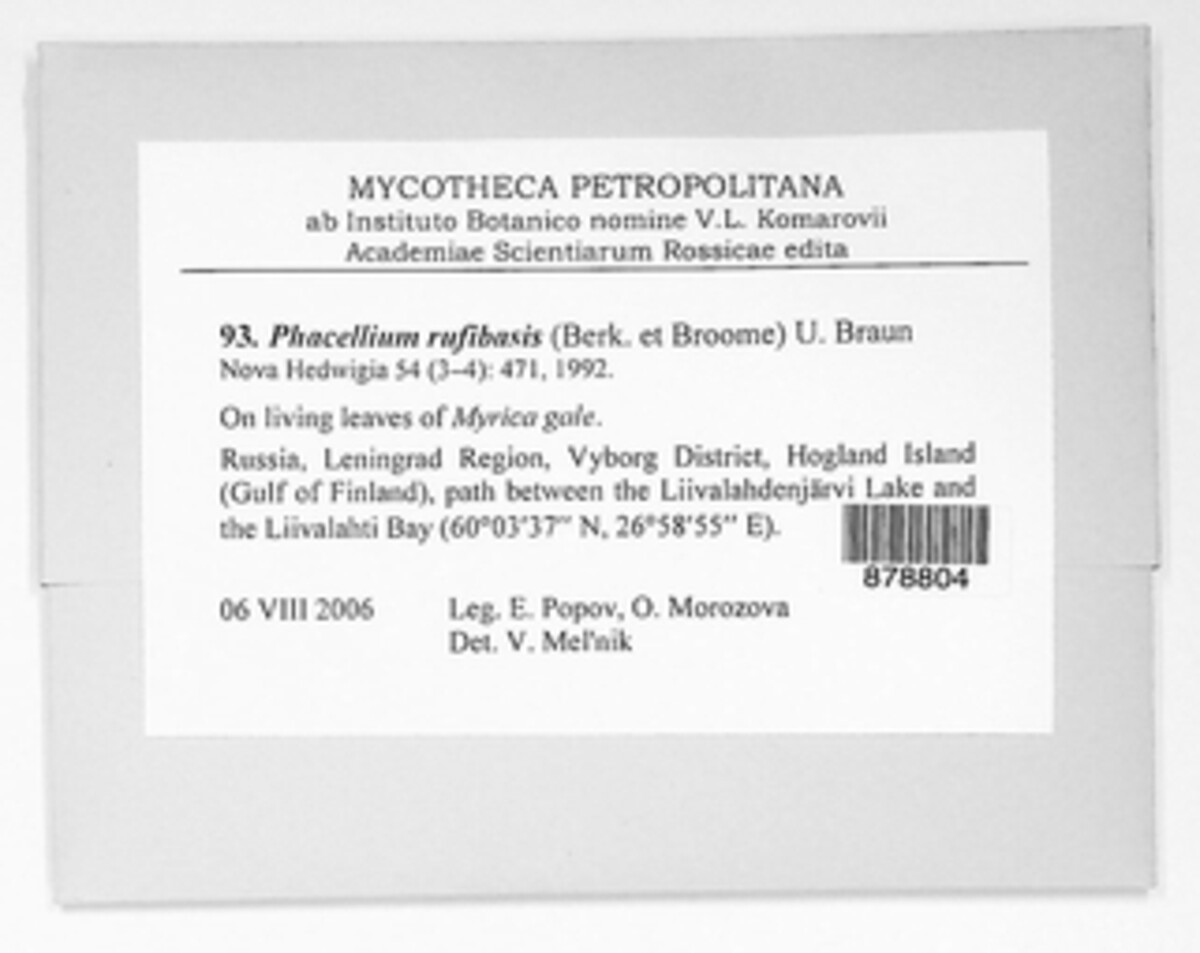 MYCOTHECA PETROPOLITANA
ab Instituto Botanico nomine V.L. Komarovii
Academiae Scientiarum Rossicae edita
93. Phacellium rufibasis (Berk. et Broome) U. Braun
Nova Hedwigia 54 (3–4): 471, 1992.
On living leaves of Myrica gale.
Russia, Leningrad Region, Vyborg District, Hogland Island
(Gulf of Finland), path between the Liivalahdenjärvi Lake and
the Liivalahti Bay (60°03'37" N, 26°58'55" E).
878804
06 VIII 2006 Leg. E. Popov, O. Morozova
Det. V. Mel'nik